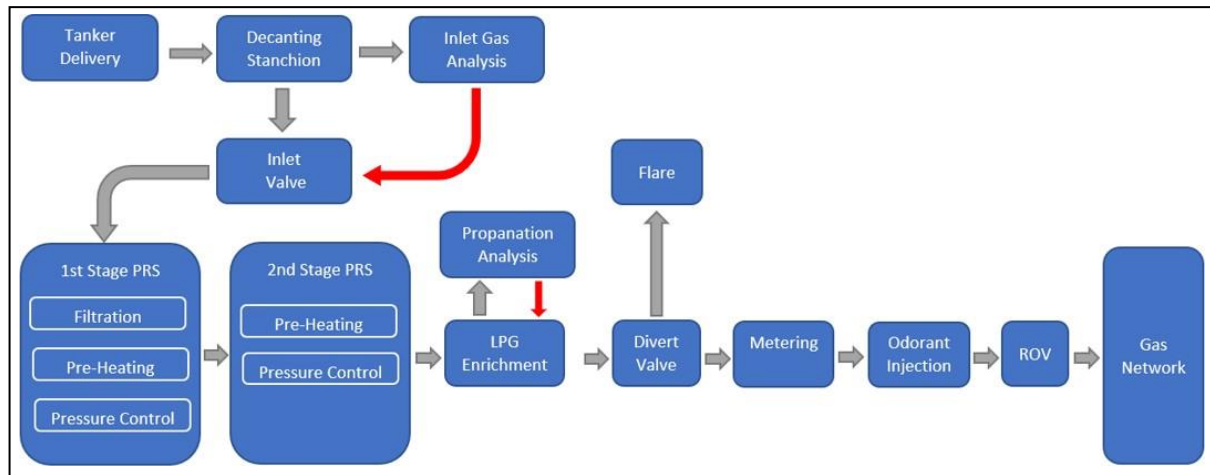 Tanker
Delivery
Decanting
Stanchion
Inlet Gas
Analysis
Inlet
Valve
Flare
Propanation
Analysis
1st Stage PRS
Filtration
Pre-Heating
Pressure Control
2nd Stage PRS
Pre-Heating
Pressure Control
LPG
Enrichment
Divert
Valve
Metering
Odorant
Injection
ROV
Gas
Network